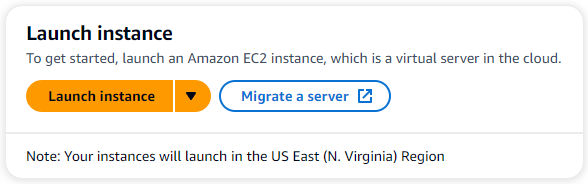 Launch instance
To get started, launch an Amazon EC2 instance, which is a virtual server in the cloud.
Launch instance
Migrate a server
Note: Your instances will launch in the US East (N. Virginia) Region